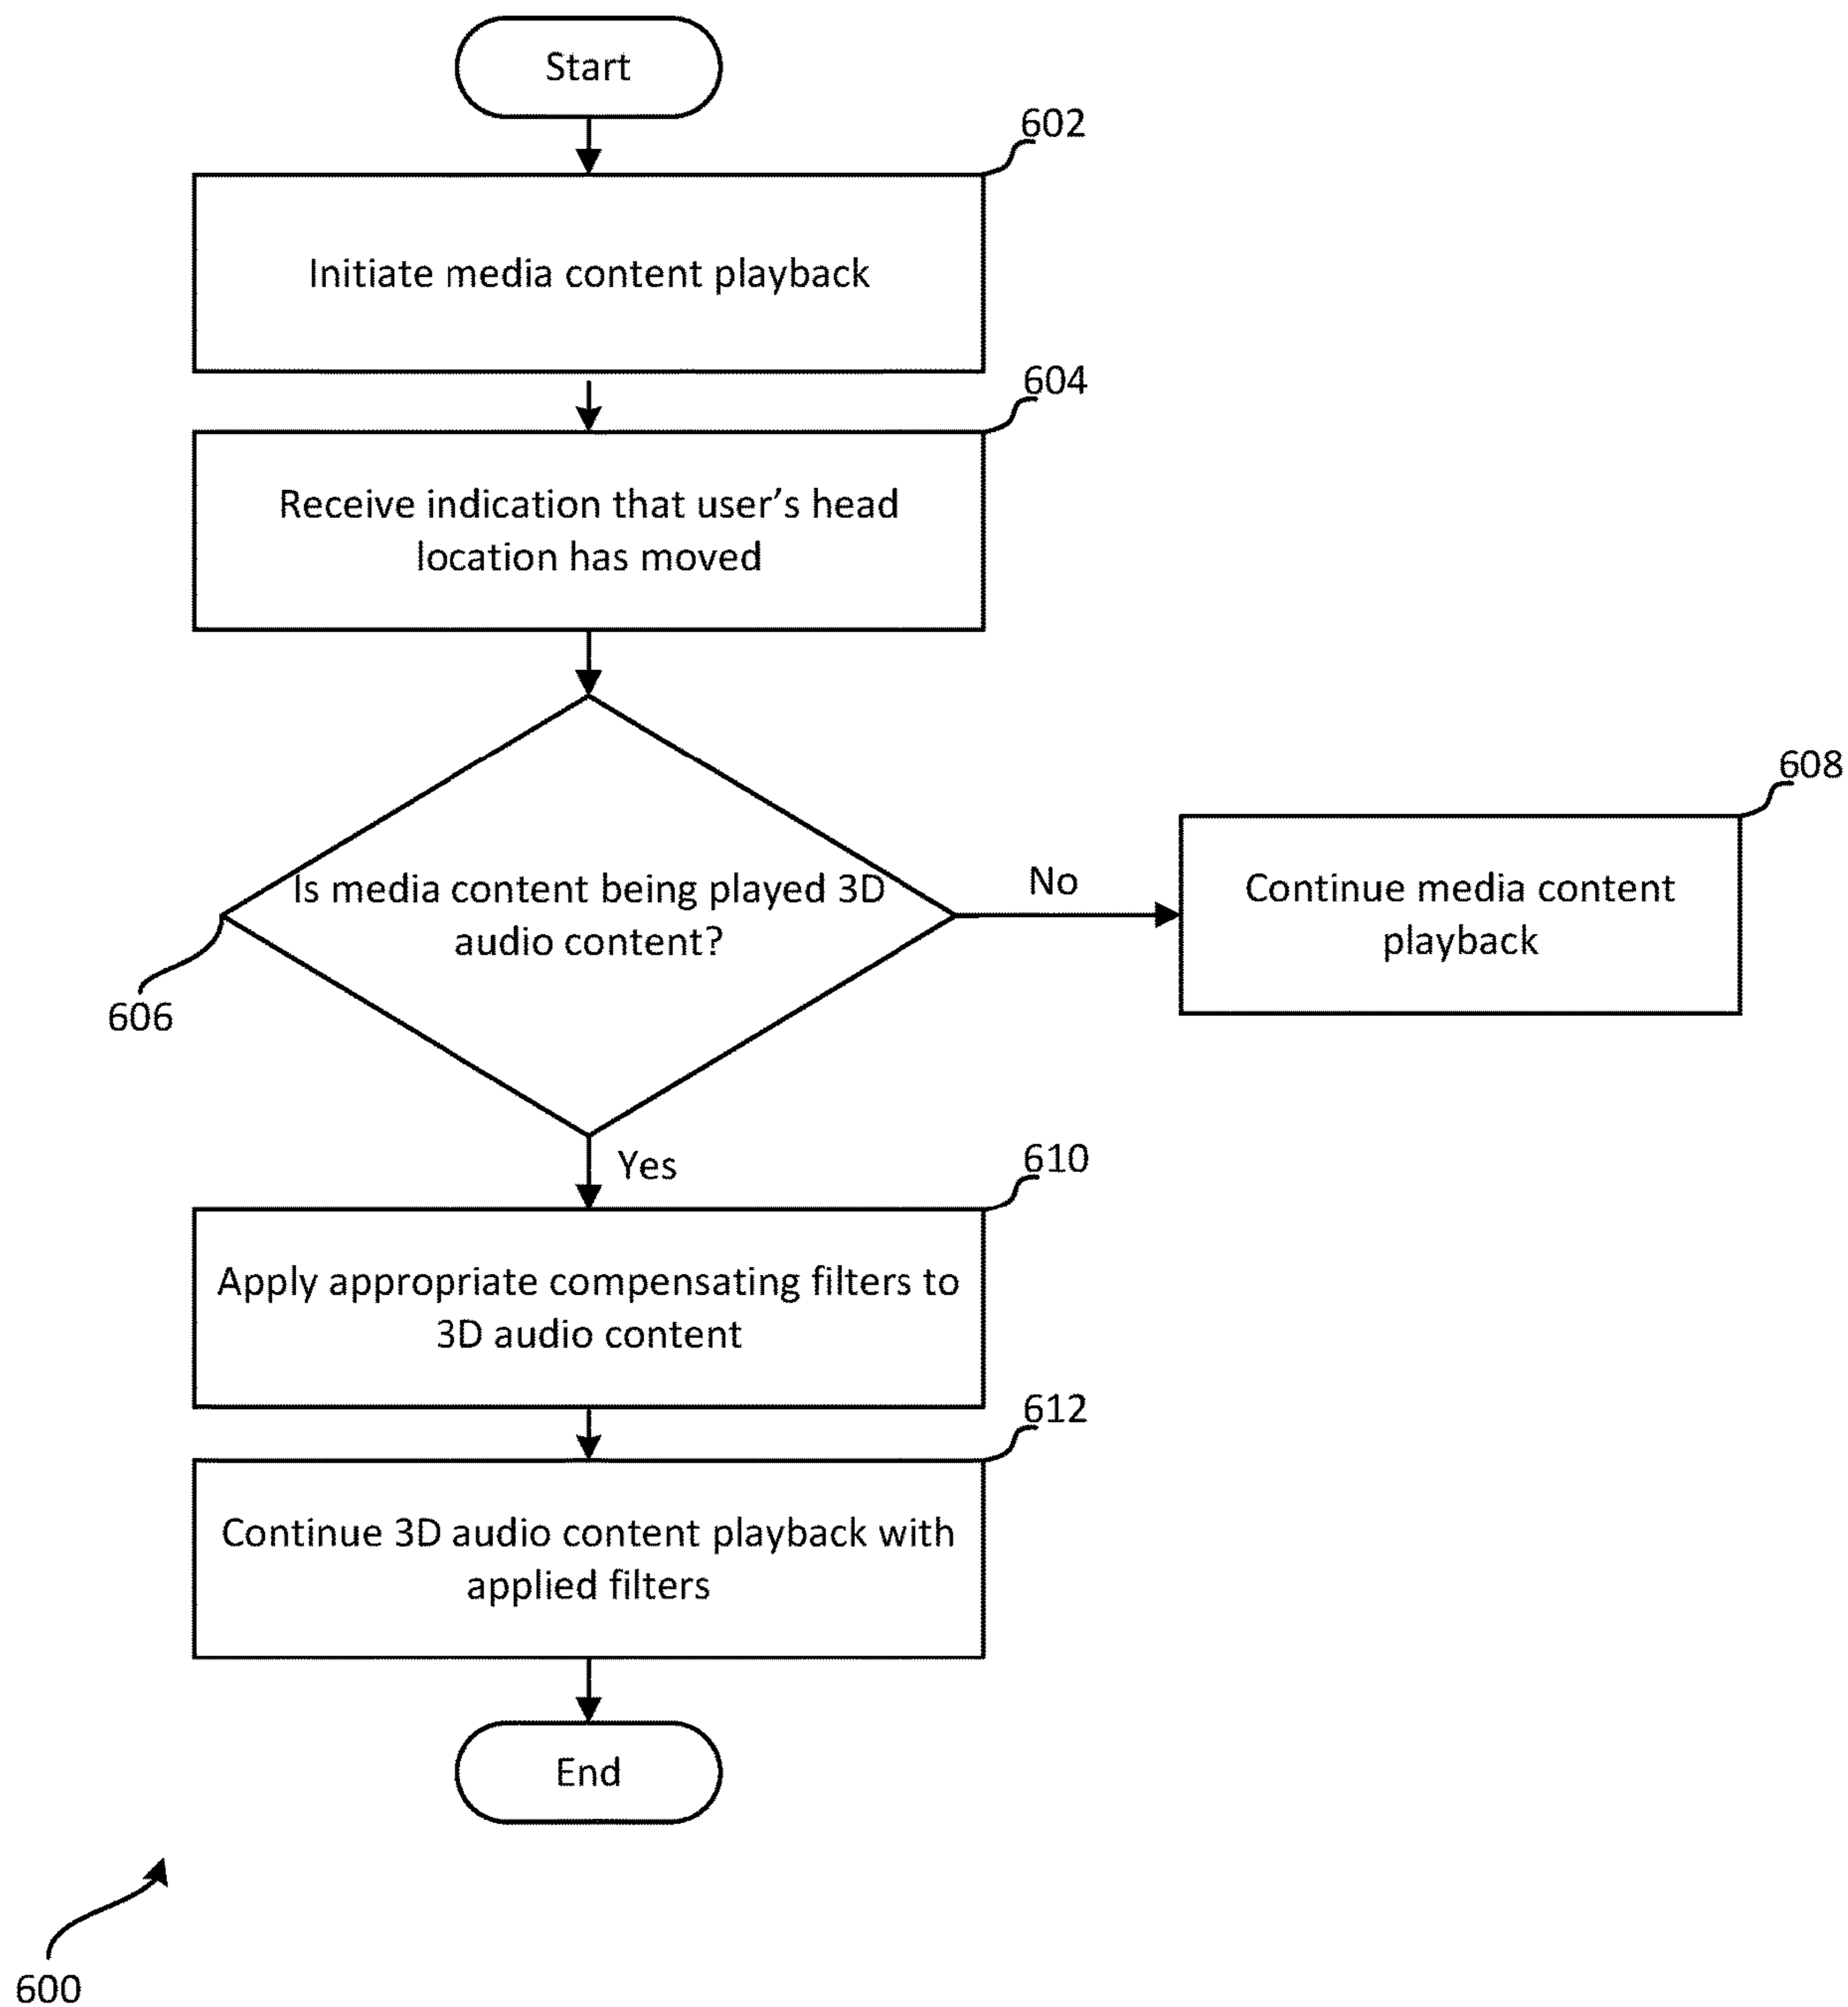 Start
602
Initiate media content playback
604
Receive indication that user's head
location has moved
606
Is media content being played 3D
audio content?
No
608
Continue media content
playback
Yes
610
Apply appropriate compensating filters to
3D audio content
612
Continue 3D audio content playback with
applied filters
End
600